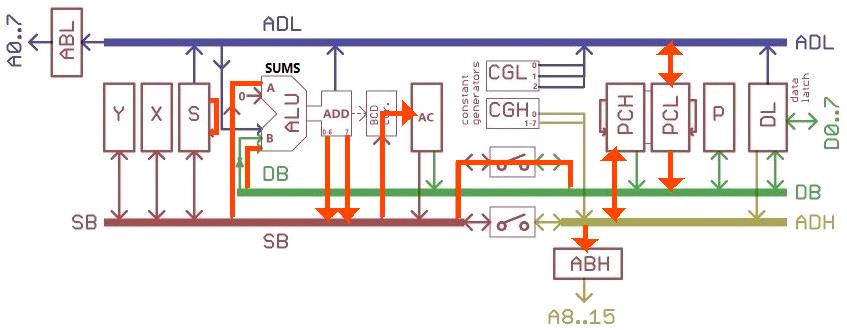 ADL
ADL
A0..7
ABL
SUMS
Y
X
S
0
A
B
ALU
ADD
0-6
7
BCD
AC
constant
generators
CGL
0
1
2
CGH
0
1-7
PCH
PCL
P
DL
data
latch
D0..7
DB
DB
SB
SB
ADH
ABH
A8..15